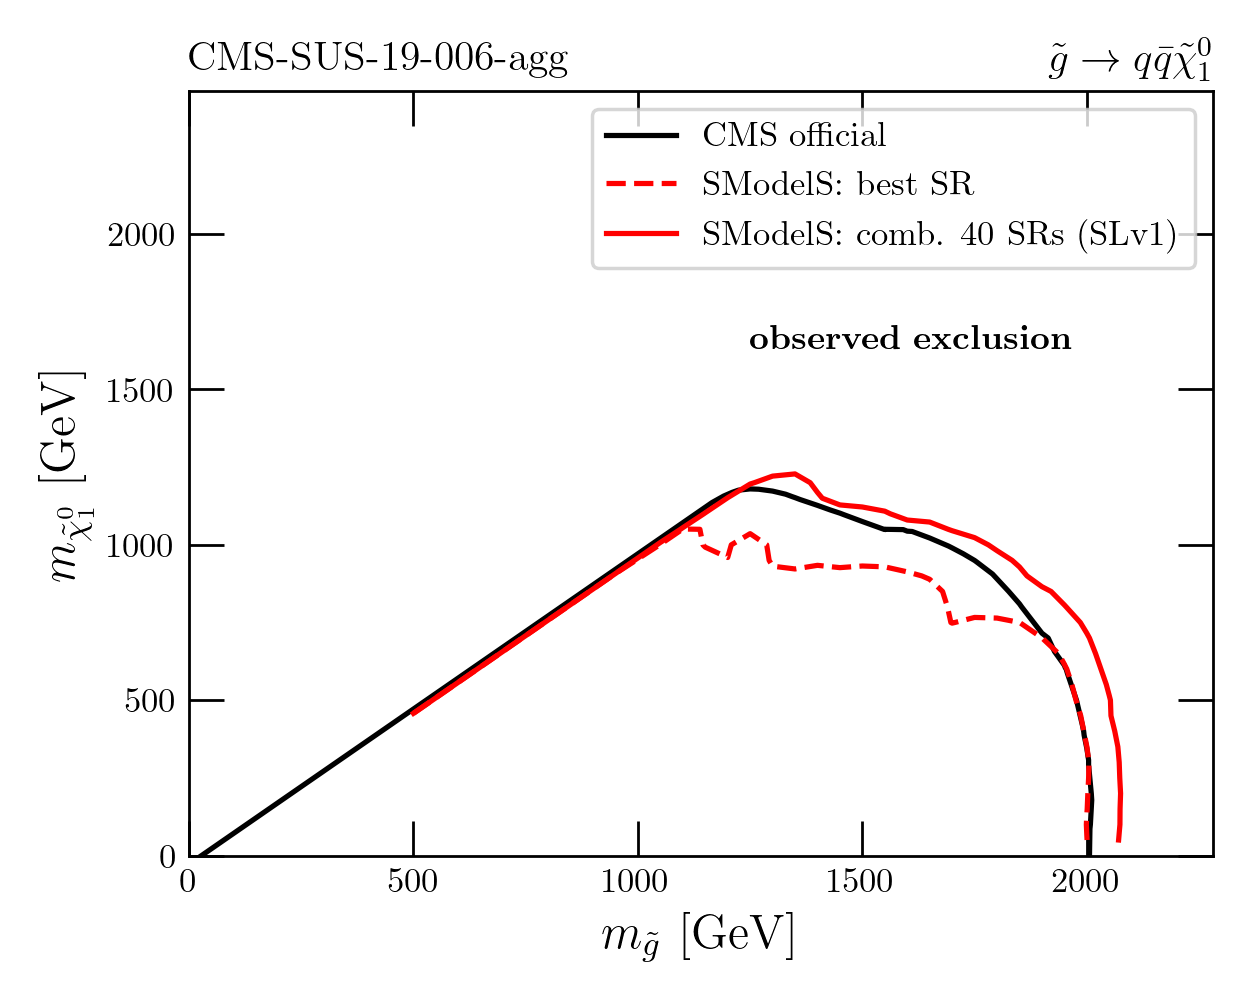 CMS-SUS-19-006-agg
g̃ → qq̄χ̃₁⁰
CMS official
SModelS: best SR
SModelS: comb. 40 SRs (SLv1)
observed exclusion
2000
1500
1000
500
0
0 500 1000 1500 2000
m_χ̃₁⁰ [GeV]
m_g̃ [GeV]